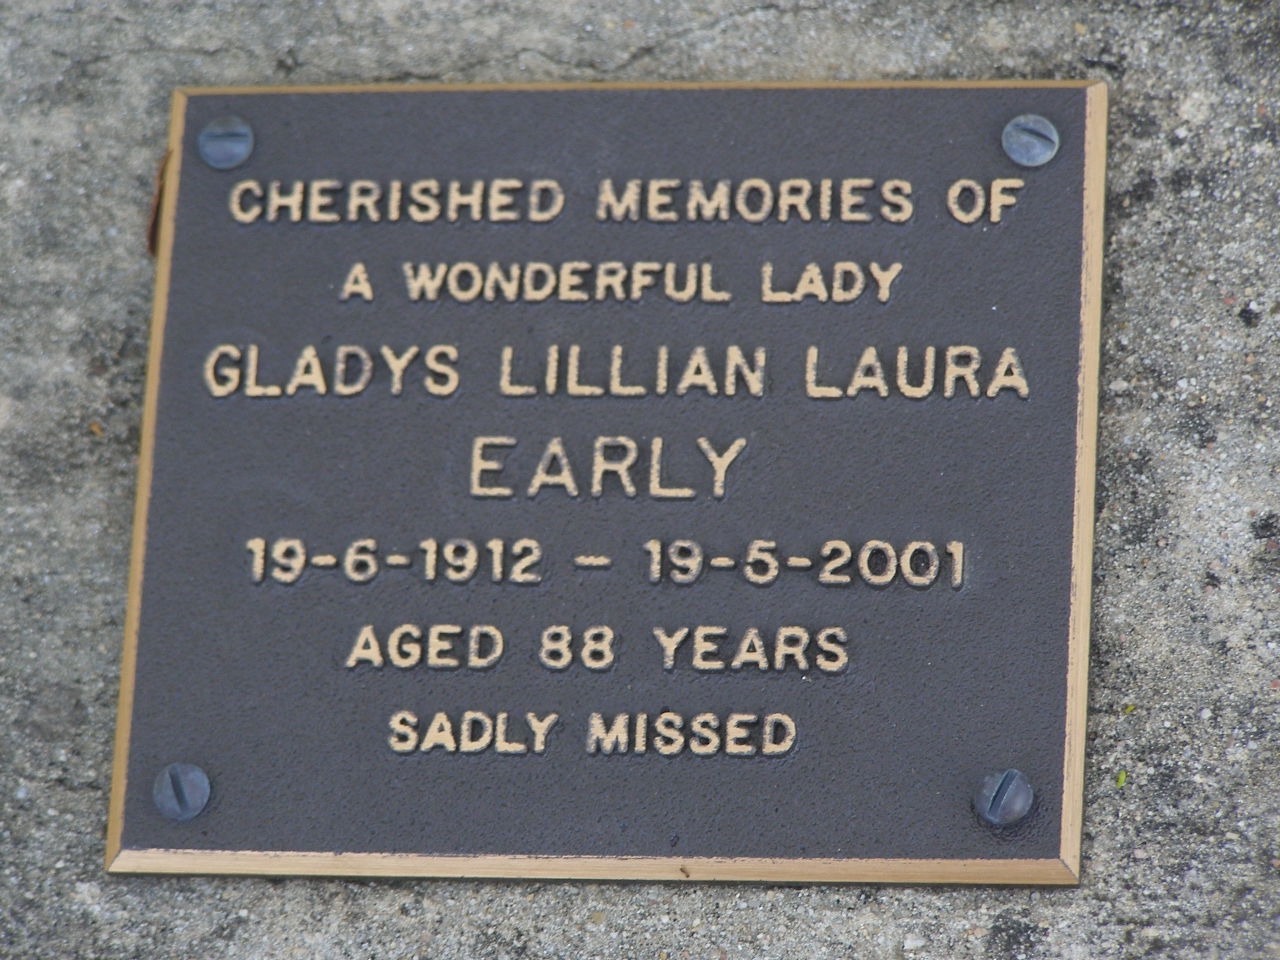 CHERISHED MEMORIES OF
A WONDERFUL LADY
GLADYS LILLIAN LAURA
EARLY
19-6-1912 – 19-5-2001
AGED 88 YEARS
SADLY MISSED